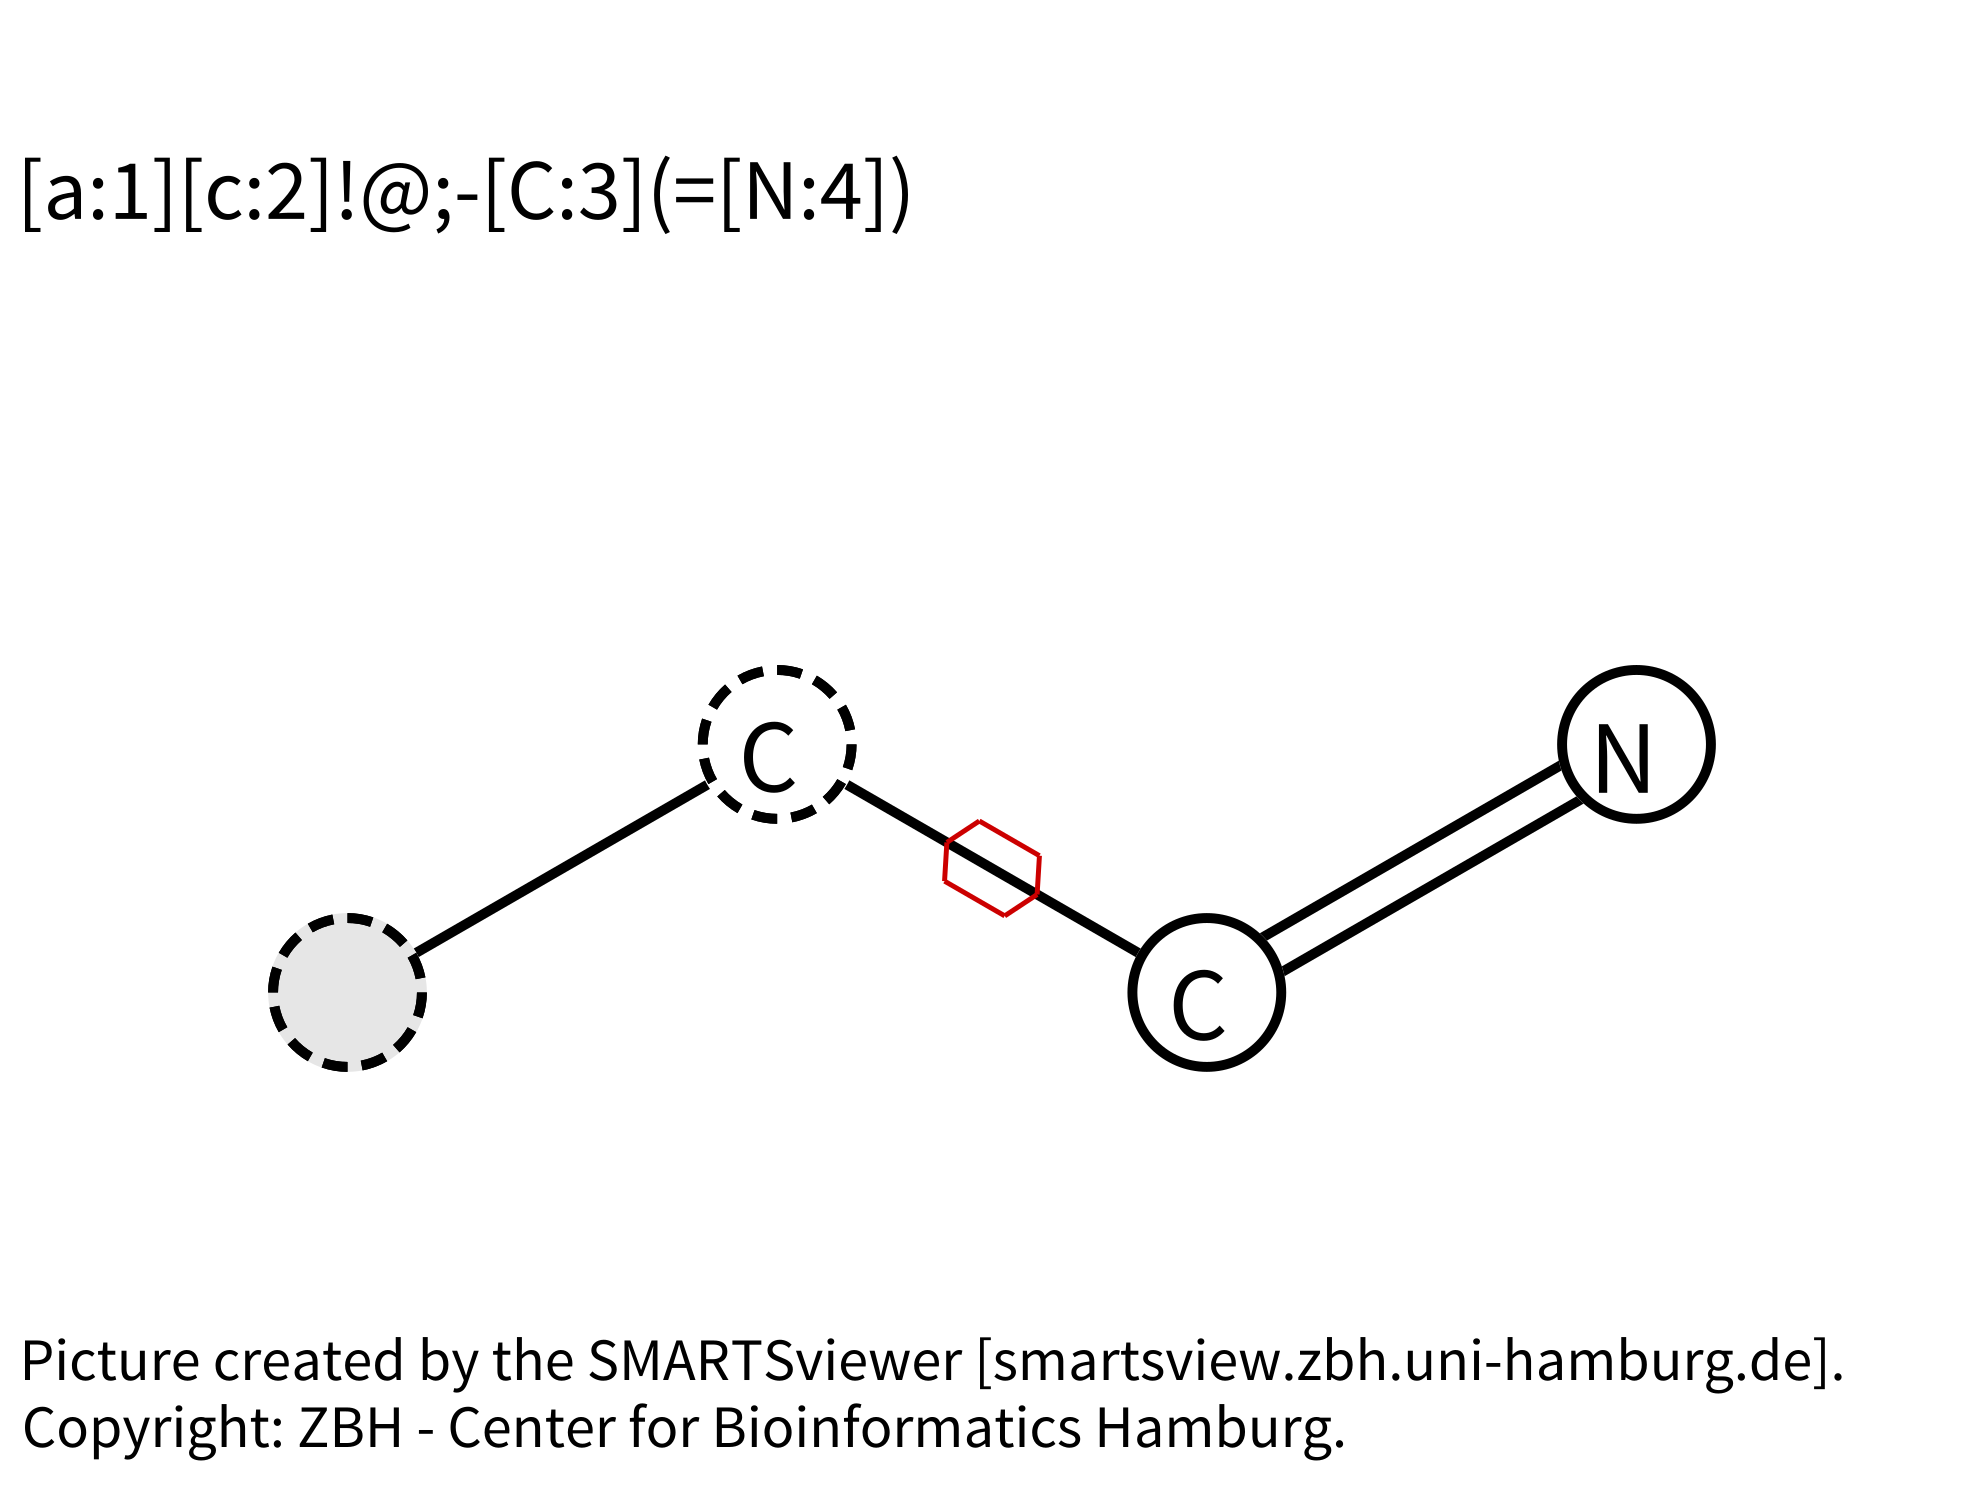 [a:1][c:2]!@;-[C:3](=[N:4])
C
N
C
Picture created by the SMARTSviewer [smartsview.zbh.uni-hamburg.de].
Copyright: ZBH - Center for Bioinformatics Hamburg.